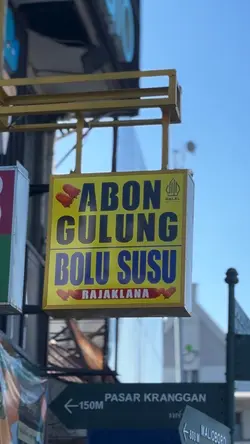 ABON
GULUNG
BOLU SUSU
RAJAKLANA
150M PASAR KRANGGAN